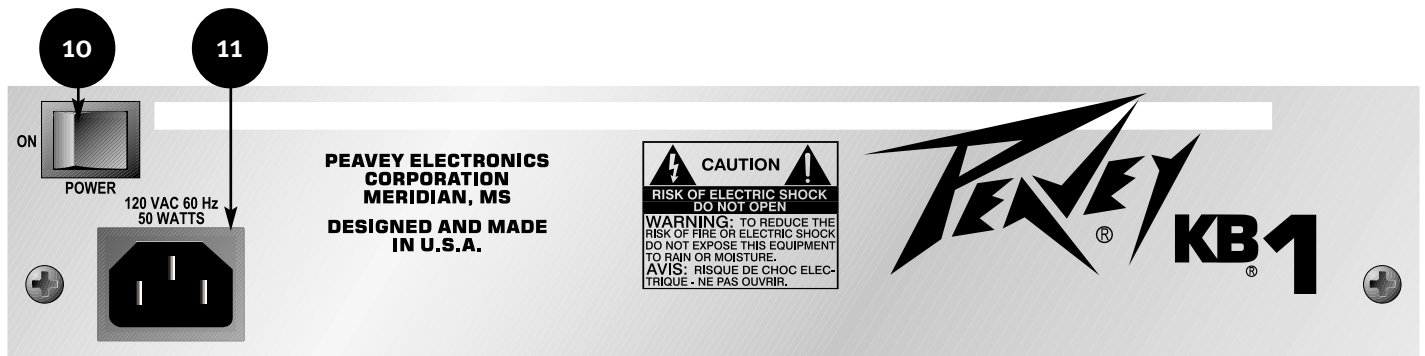 10
11
ON
POWER
120 VAC 60 Hz
50 WATTS
PEAVEY ELECTRONICS
CORPORATION
MERIDIAN, MS
DESIGNED AND MADE
IN U.S.A.
CAUTION
RISK OF ELECTRIC SHOCK
DO NOT OPEN
WARNING: TO REDUCE THE
RISK OF FIRE OR ELECTRIC SHOCK
DO NOT EXPOSE THIS EQUIPMENT
TO RAIN OR MOISTURE.
AVIS: RISQUE DE CHOC ELEC-
TRIQUE - NE PAS OUVRIR.
PEAVEY ®
KB® 1